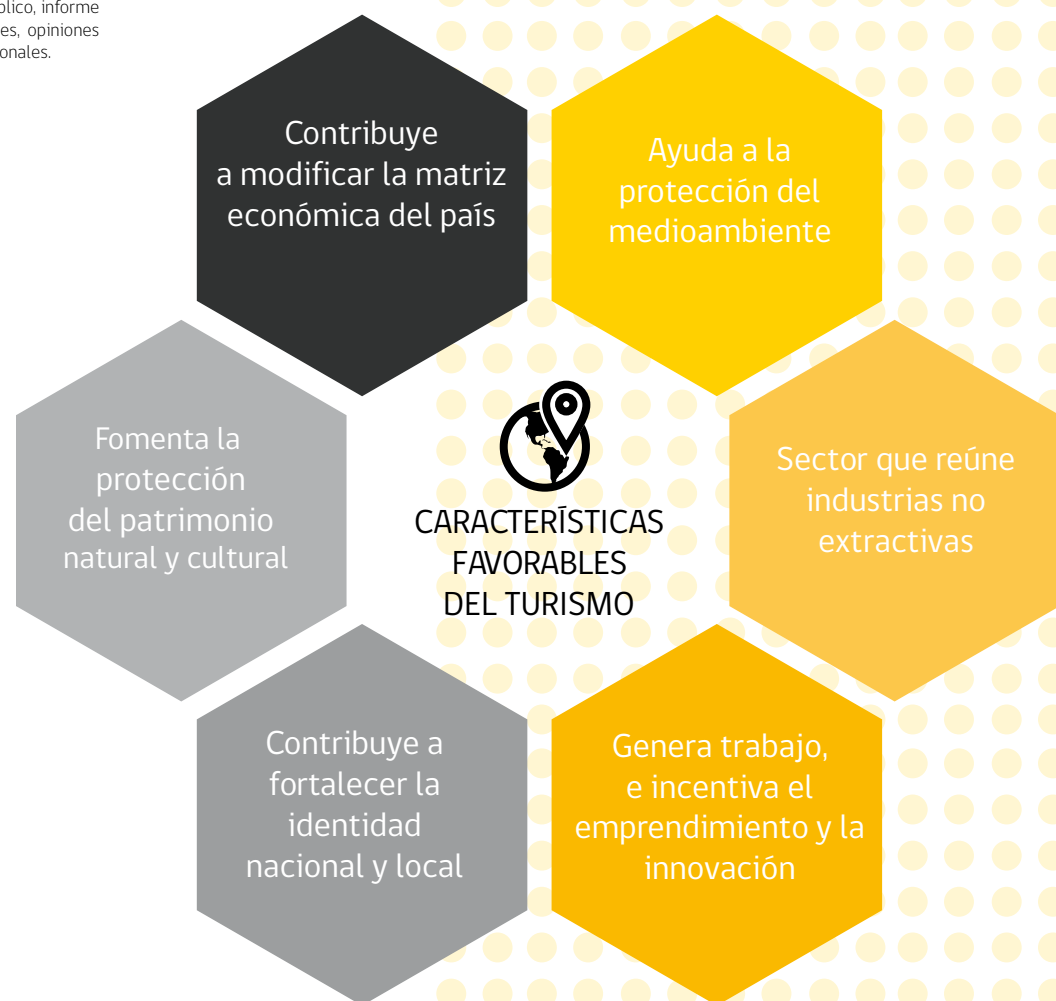 informe
es, opiniones
onales.
Contribuye
a modificar la matriz
económica del país
Ayuda a la
protección del
medioambiente
Fomenta la
protección
del patrimonio
natural y cultural
CARACTERÍSTICAS
FAVORABLES
DEL TURISMO
Sector que reúne
industrias no
extractivas
Contribuye a
fortalecer la
identidad
nacional y local
Genera trabajo,
e incentiva el
emprendimiento y la
innovación